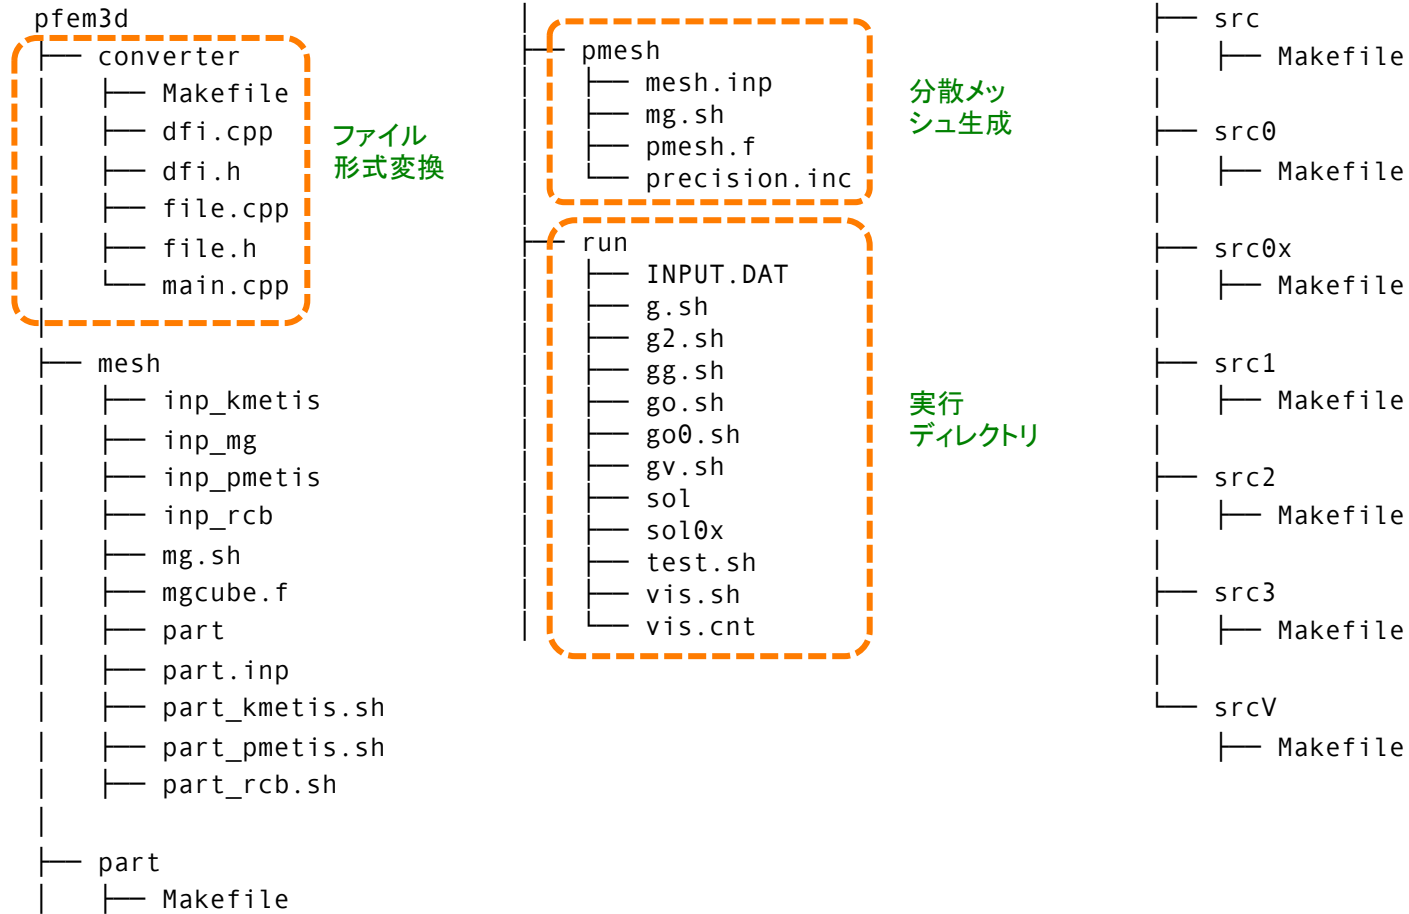 pfem3d
├── converter
│   ├── Makefile
│   ├── dfi.cpp
│   ├── dfi.h
│   ├── file.cpp
│   ├── file.h
│   └── main.cpp
│
├── mesh
│   ├── inp_kmetis
│   ├── inp_mg
│   ├── inp_pmetis
│   ├── inp_rcb
│   ├── mg.sh
│   ├── mgcube.f
│   ├── part
│   ├── part.inp
│   ├── part_kmetis.sh
│   ├── part_pmetis.sh
│   ├── part_rcb.sh
│
├── part
│   ├── Makefile
ファイル
形式変換
│
├── pmesh
│   ├── mesh.inp
│   ├── mg.sh
│   ├── pmesh.f
│   └── precision.inc
│
├── run
│   ├── INPUT.DAT
│   ├── g.sh
│   ├── g2.sh
│   ├── gg.sh
│   ├── go.sh
│   ├── go0.sh
│   ├── gv.sh
│   ├── sol
│   ├── sol0x
│   ├── test.sh
│   ├── vis.sh
│   └── vis.cnt
分散メッ
シュ生成
実行
ディレクトリ
├── src
│   ├── Makefile
│
├── src0
│   ├── Makefile
│
├── src0x
│   ├── Makefile
│
├── src1
│   ├── Makefile
│
├── src2
│   ├── Makefile
│
├── src3
│   ├── Makefile
│
└── srcV
    ├── Makefile